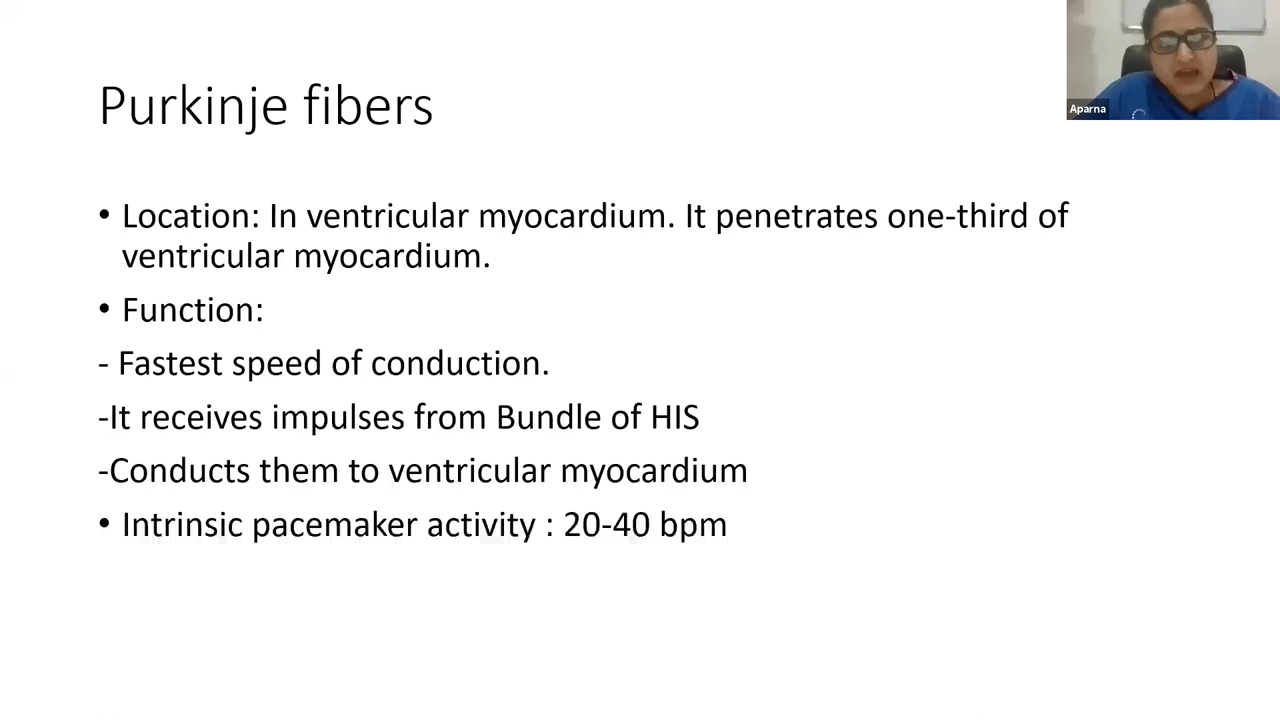 Purkinje fibers
Aparna
• Location: In ventricular myocardium. It penetrates one-third of
ventricular myocardium.
• Function:
- Fastest speed of conduction.
-It receives impulses from Bundle of HIS
-Conducts them to ventricular myocardium
• Intrinsic pacemaker activity : 20-40 bpm